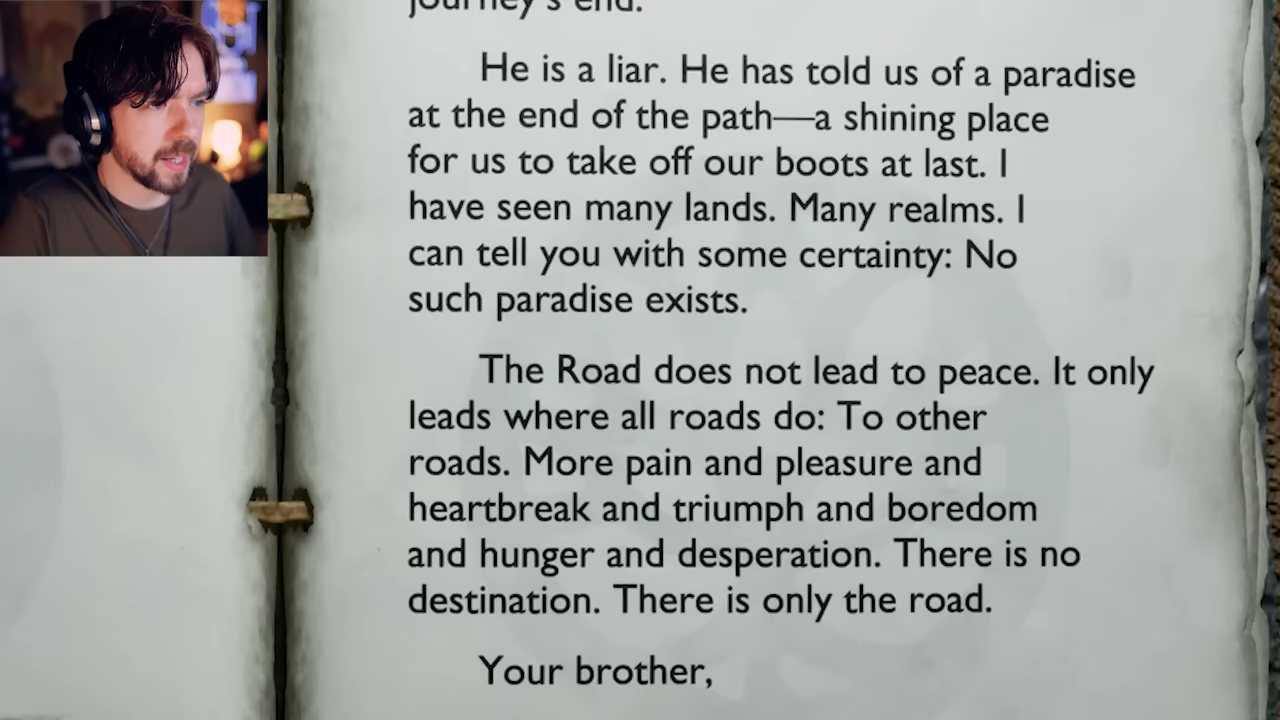 journey's end.
He is a liar. He has told us of a paradise
at the end of the path—a shining place
for us to take off our boots at last. I
have seen many lands. Many realms. I
can tell you with some certainty: No
such paradise exists.
The Road does not lead to peace. It only
leads where all roads do: To other
roads. More pain and pleasure and
heartbreak and triumph and boredom
and hunger and desperation. There is no
destination. There is only the road.
Your brother,